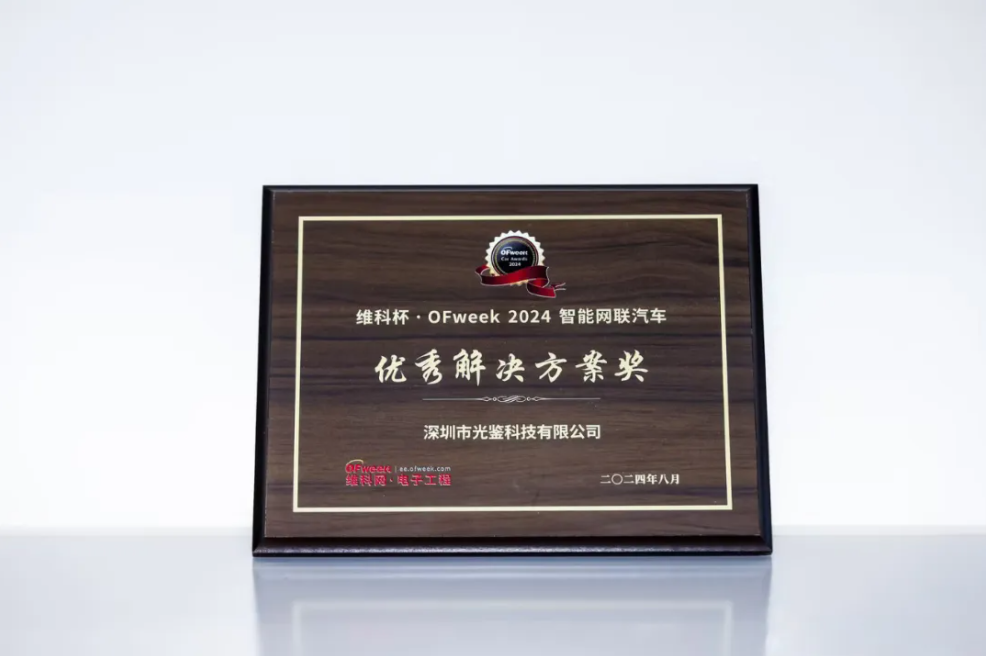 OFweek
Car Awards
2024
维科杯·OFweek 2024 智能网联汽车
优秀解决方案奖
深圳市光鉴科技有限公司
OFweek | ee.ofweek.com
维科网·电子工程
二〇二四年八月